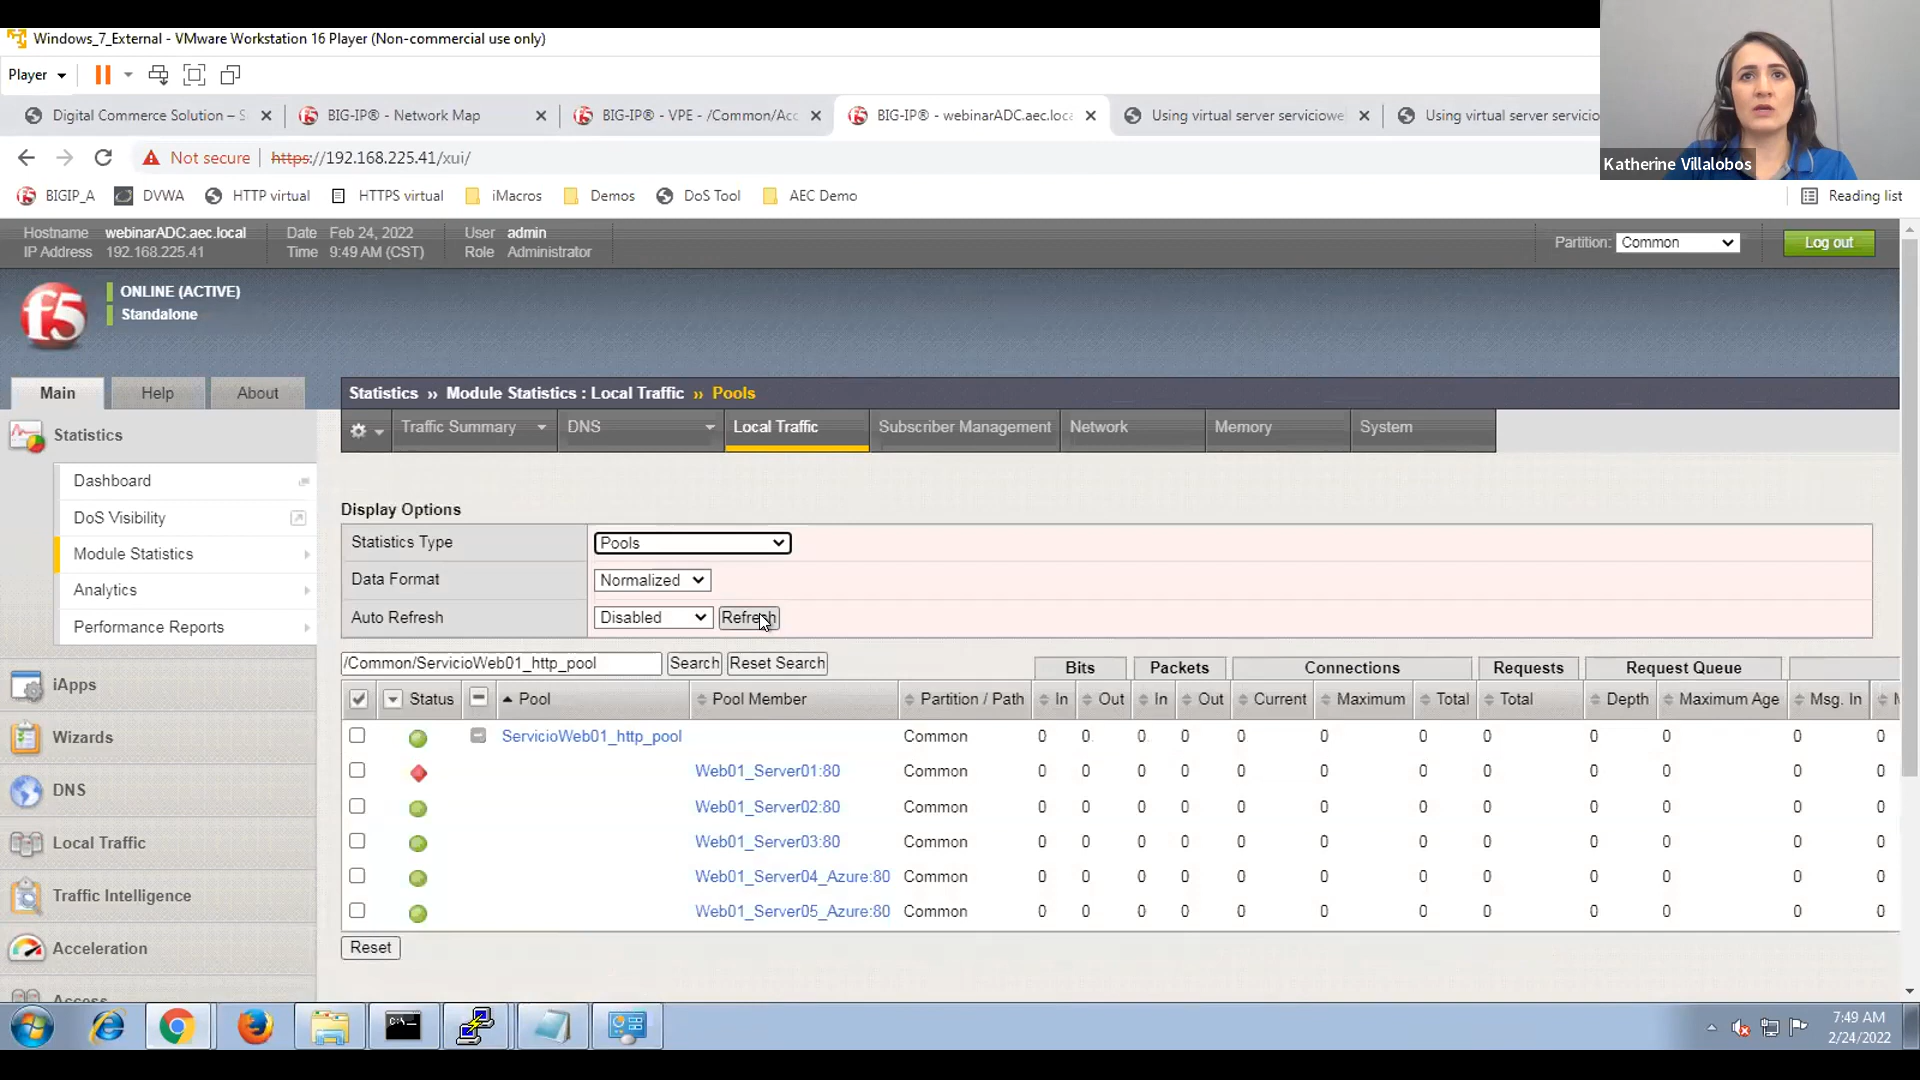 Windows_7_External - VMware Workstation 16 Player (Non-commercial use only)
Player
Digital Commerce Solution – S
BIG-IP® - Network Map
BIG-IP® - VPE - /Common/Acc
BIG-IP® - webinarADC.aec.loca
Using virtual server serviciowe
Using virtual server servicio
Not secure
https://192.168.225.41/xui/
Katherine Villalobos
BIGIP_A
DVWA
HTTP virtual
HTTPS virtual
iMacros
Demos
DoS Tool
AEC Demo
Reading list
Hostname webinarADC.aec.local
Date Feb 24, 2022
User admin
IP Address 192.168.225.41
Time 9:49 AM (CST)
Role Administrator
Partition: Common
Log out
f5
ONLINE (ACTIVE)
Standalone
Main
Help
About
Statistics
Dashboard
DoS Visibility
Module Statistics
Analytics
Performance Reports
iApps
Wizards
DNS
Local Traffic
Traffic Intelligence
Acceleration
Access
Statistics » Module Statistics : Local Traffic » Pools
Traffic Summary
DNS
Local Traffic
Subscriber Management
Network
Memory
System
Display Options
Statistics Type Pools
Data Format Normalized
Auto Refresh Disabled Refresh
/Common/ServicioWeb01_http_pool Search Reset Search
Bits Packets Connections Requests Request Queue
Status Pool Pool Member Partition / Path In Out In Out Current Maximum Total Total Depth Maximum Age Msg. In M
ServicioWeb01_http_pool Common 0 0 0 0 0 0 0 0 0 0 0 0
Web01_Server01:80 Common 0 0 0 0 0 0 0 0 0 0 0 0
Web01_Server02:80 Common 0 0 0 0 0 0 0 0 0 0 0 0
Web01_Server03:80 Common 0 0 0 0 0 0 0 0 0 0 0 0
Web01_Server04_Azure:80 Common 0 0 0 0 0 0 0 0 0 0 0 0
Web01_Server05_Azure:80 Common 0 0 0 0 0 0 0 0 0 0 0 0
Reset
C:\_
7:49 AM
2/24/2022